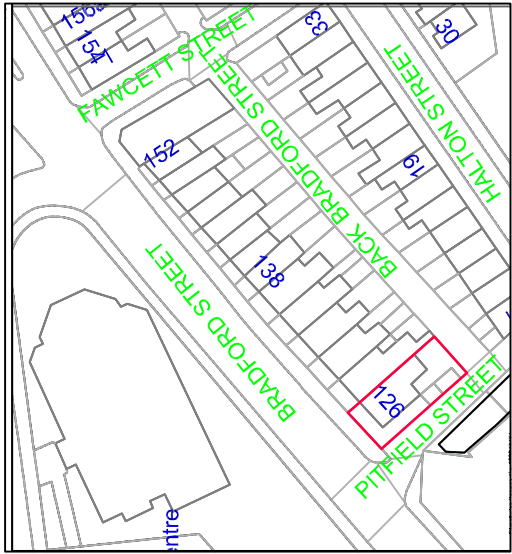 156a
154
FAWCETT STREET
33
30
152
BACK BRADFORD STREET
HALTON STREET
19
138
BRADFORD STREET
126
PITFIELD STREET
entre